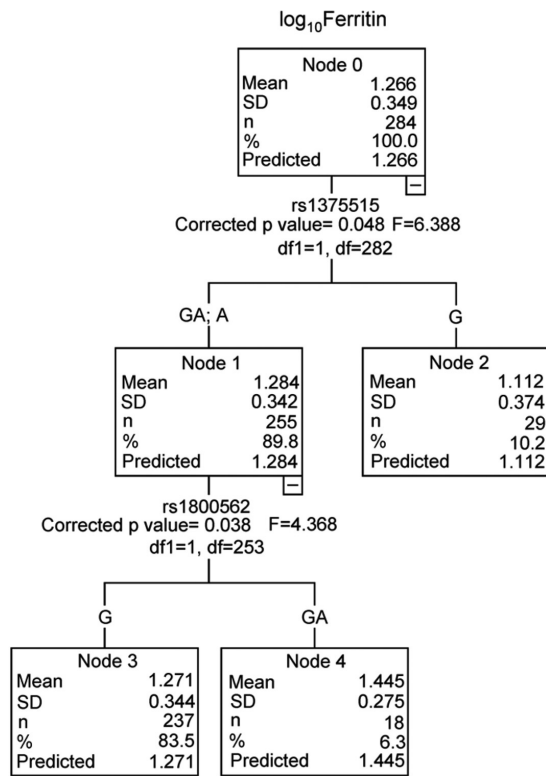 log₁₀Ferritin
Node 0
Mean 1.266
SD 0.349
n 284
% 100.0
Predicted 1.266
rs1375515
Corrected p value= 0.048 F=6.388
df1=1, df=282
GA; A
G
Node 1
Mean 1.284
SD 0.342
n 255
% 89.8
Predicted 1.284
Node 2
Mean 1.112
SD 0.374
n 29
% 10.2
Predicted 1.112
rs1800562
Corrected p value= 0.038 F=4.368
df1=1, df=253
G
GA
Node 3
Mean 1.271
SD 0.344
n 237
% 83.5
Predicted 1.271
Node 4
Mean 1.445
SD 0.275
n 18
% 6.3
Predicted 1.445